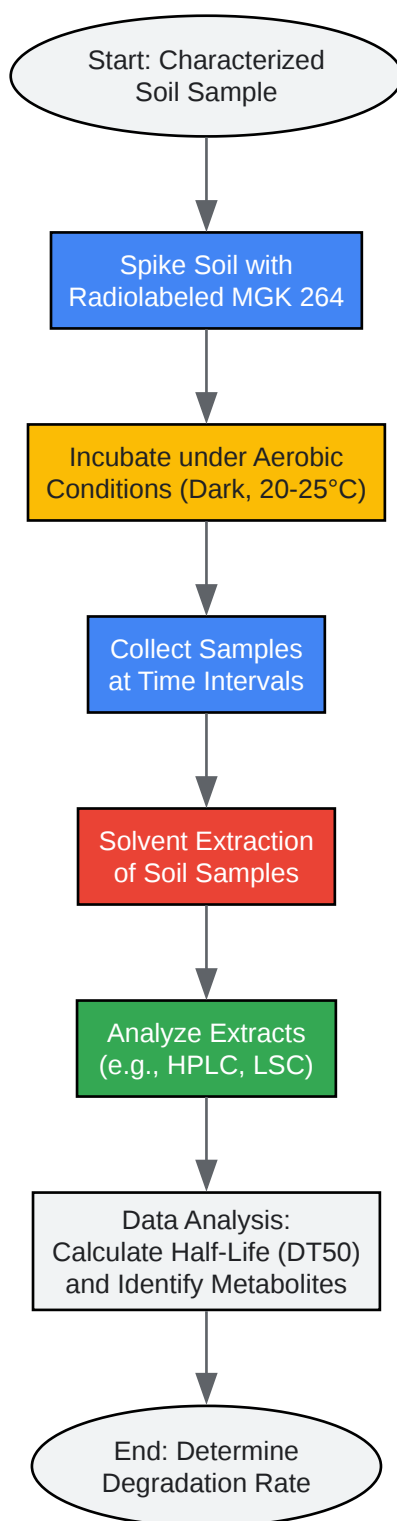 Start: Characterized
Soil Sample
Spike Soil with
Radiolabeled MGK 264
Incubate under Aerobic
Conditions (Dark, 20-25°C)
Collect Samples
at Time Intervals
Solvent Extraction
of Soil Samples
Analyze Extracts
(e.g., HPLC, LSC)
Data Analysis:
Calculate Half-Life (DT50)
and Identify Metabolites
End: Determine
Degradation Rate